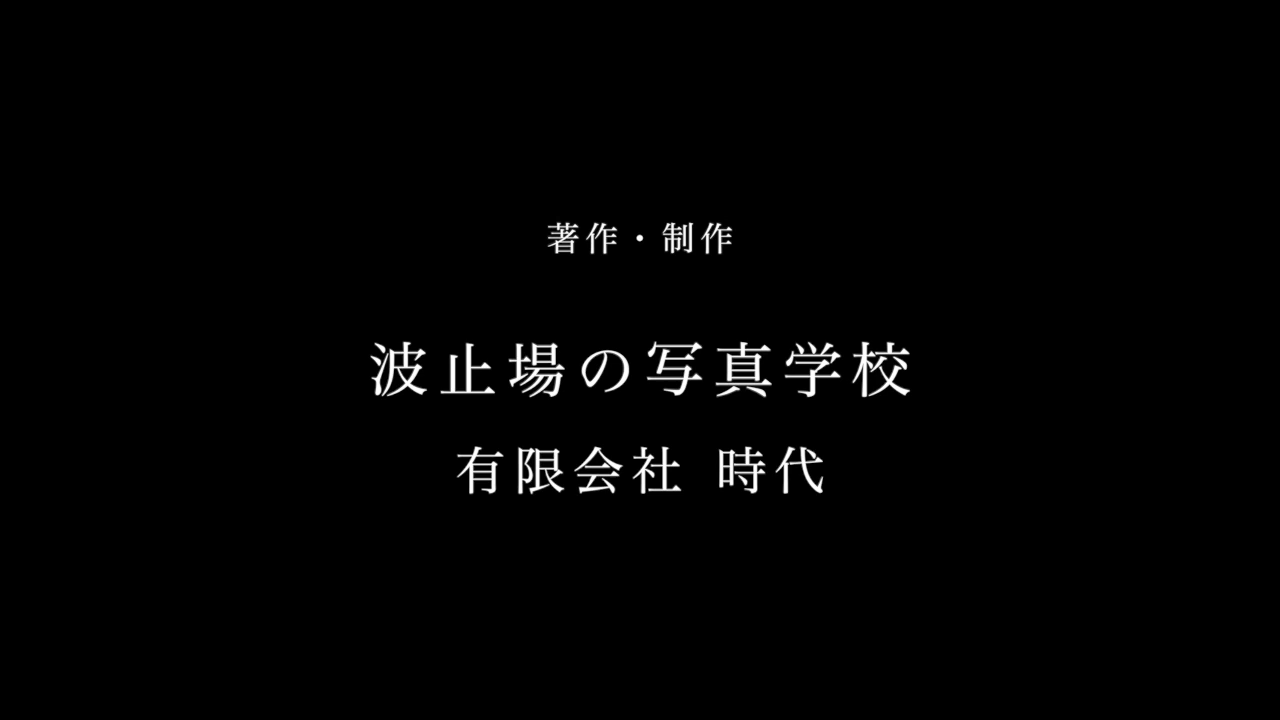 著作・制作
波止場の写真学校
有限会社 時代